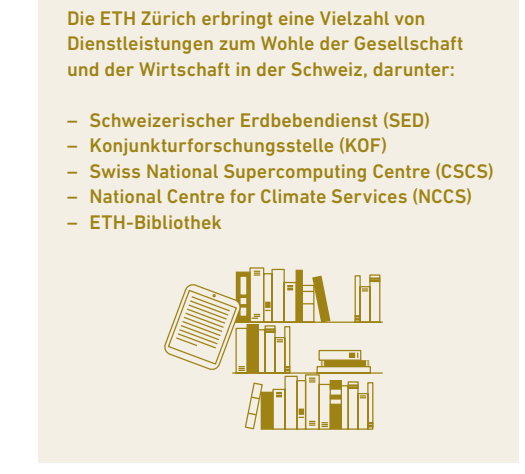 Die ETH Zürich erbringt eine Vielzahl von
Dienstleistungen zum Wohle der Gesellschaft
und der Wirtschaft in der Schweiz, darunter:
– Schweizerischer Erdbebendienst (SED)
– Konjunkturforschungsstelle (KOF)
– Swiss National Supercomputing Centre (CSCS)
– National Centre for Climate Services (NCCS)
– ETH-Bibliothek